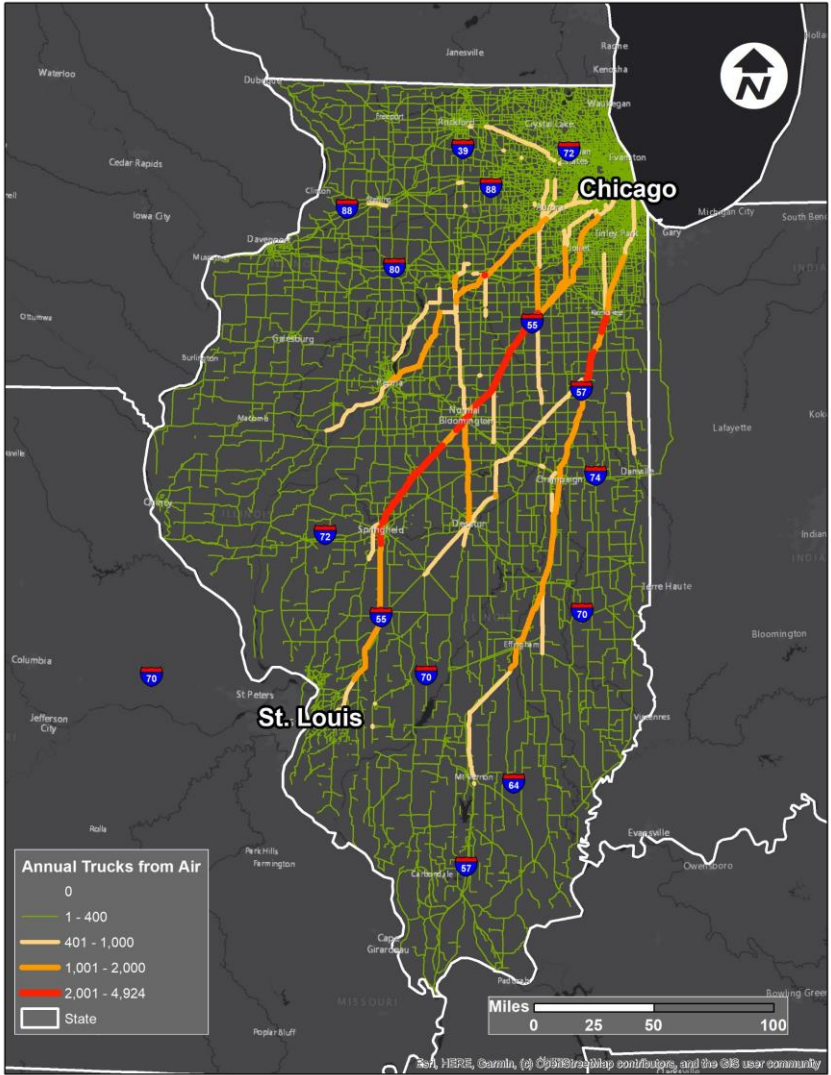 Janesville
Racine
Kenosha
Waterloo
Waukegan
Freeport
Rockford
Crystal Lake
N
39
72
Evanston
Cedar Rapids
88
Chicago
Clinton
88
Iowa City
Michigan City
South Bend
Davenport
Tinley Park
Gary
Joliet
80
Ottumwa
55
Galesburg
Kankakee
Burlington
Peoria
57
Macomb
Normal
Bloomington
Lafayette
Champaign
74
Danville
Quincy
ILLINOIS
Springfield
Decatur
72
Terre Haute
55
70
Bloomington
Effingham
Columbia
70
70
St Peters
Jefferson
City
St. Louis
Vincennes
Mt Vernon
64
Rolla
Evansville
Owensboro
Park Hills
Farmington
57
Carbondale
Cape
Girardeau
Paducah
MISSOURI
Bowling Green
Poplar Bluff
Annual Trucks from Air
0
1 - 400
401 - 1,000
1,001 - 2,000
2,001 - 4,924
State
Miles
0 25 50 100
Esri, HERE, Garmin, (c) OpenStreetMap contributors, and the GIS user community